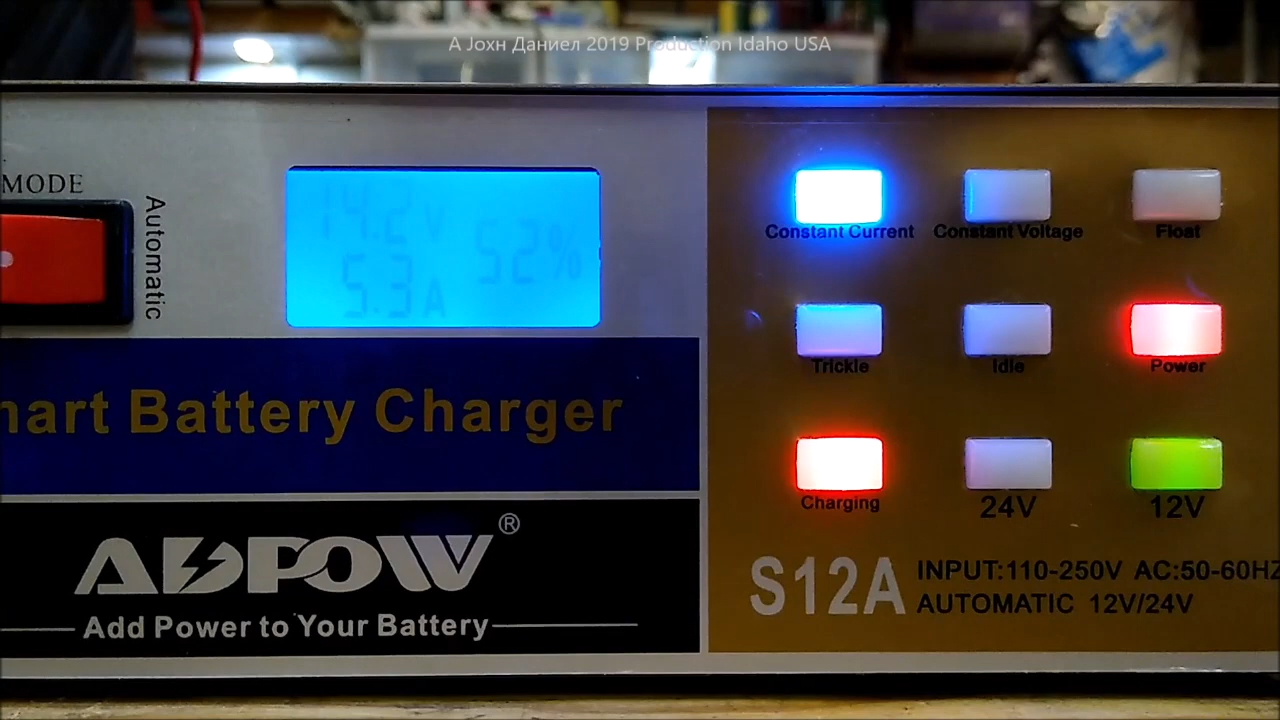 A Joxн Даниел 2019 Production Idaho USA
MODE
Automatic
14.2V
52%
5.3A
Constant Current
Constant Voltage
Float
Trickle
Idle
Power
Charging
24V
12V
Battery Charger
ADPOW®
Add Power to Your Battery
S12A
INPUT:110-250V AC:50-60HZ
AUTOMATIC 12V/24V